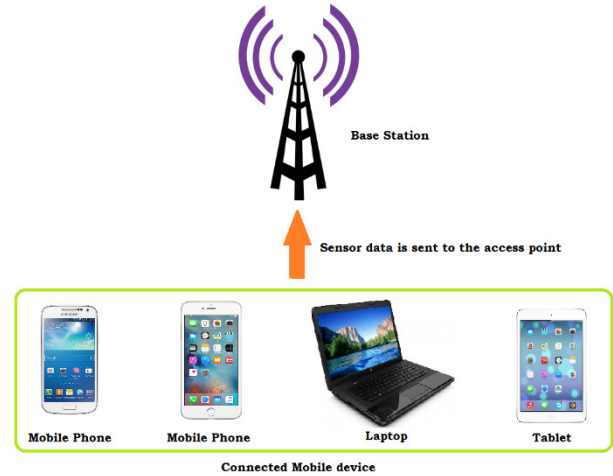 Base Station
Sensor data is sent to the access point
SAMSUNG
Mobile Phone
Mobile Phone
Laptop
Tablet
Connected Mobile device